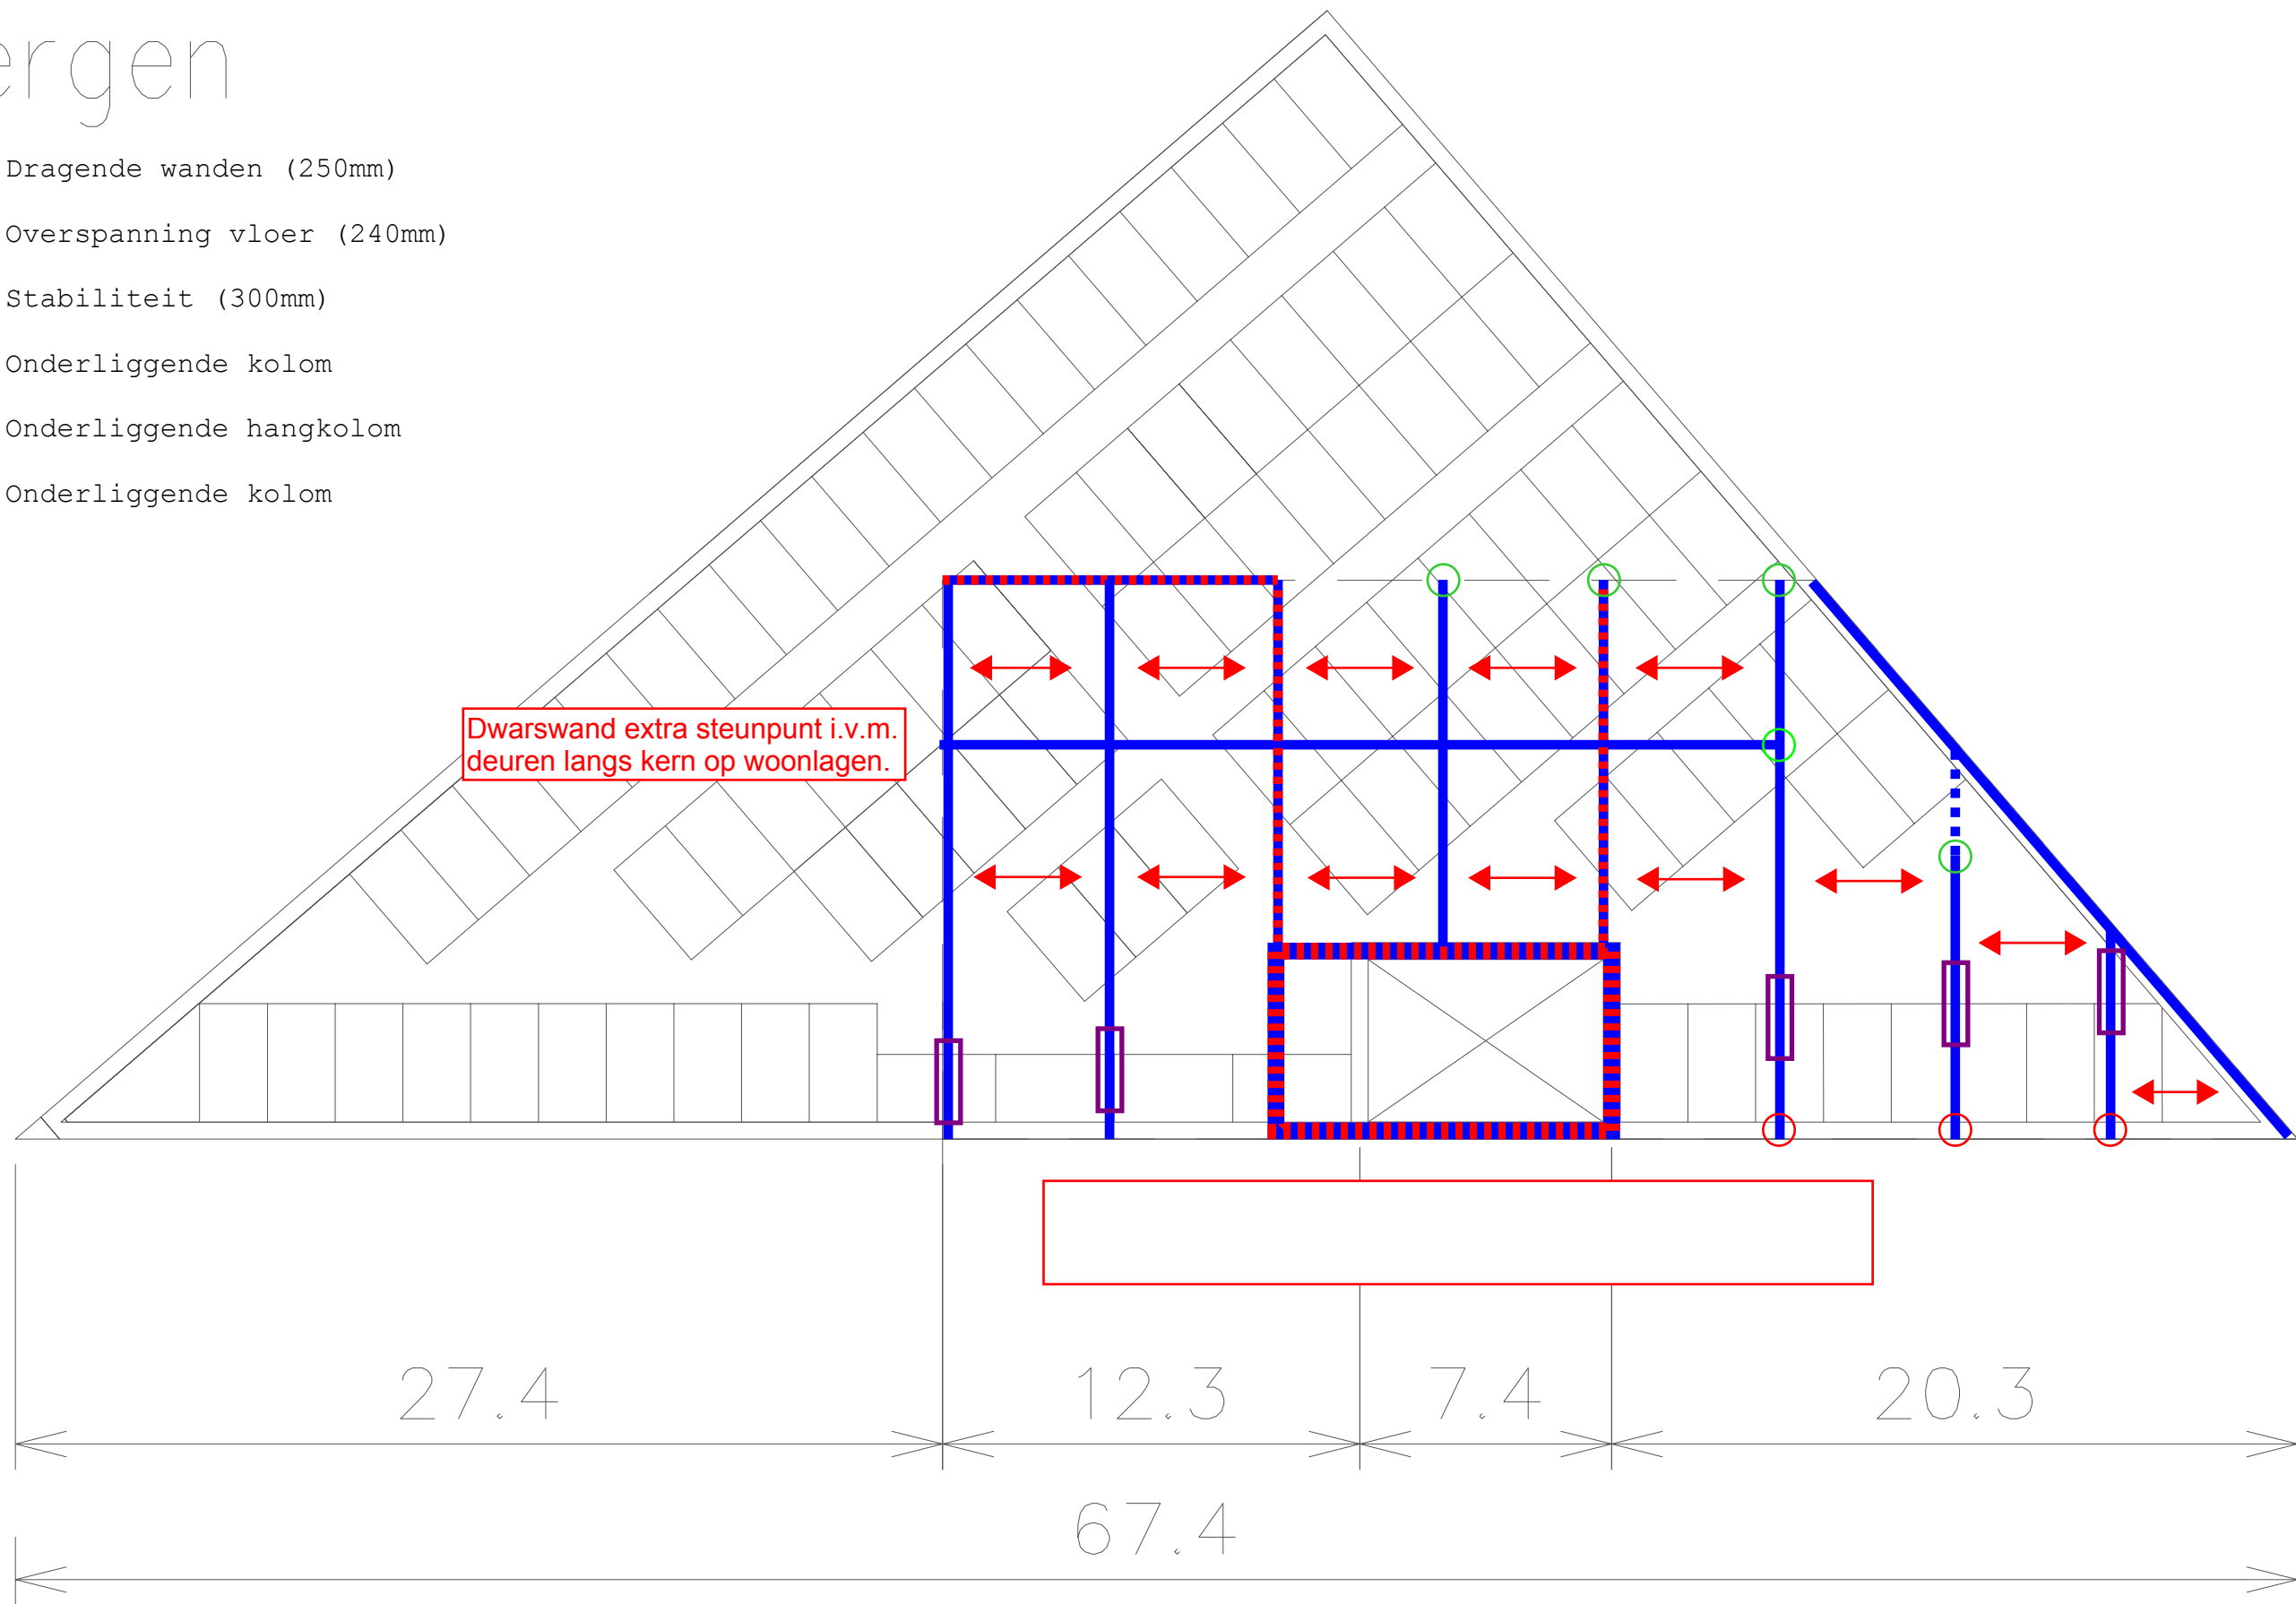 ergen
Dragende wanden (250mm)
Overspanning vloer (240mm)
Stabiliteit (300mm)
Onderliggende kolom
Onderliggende hangkolom
Onderliggende kolom
Dwarswand extra steunpunt i.v.m.
deuren langs kern op woonlagen.
27.4
12.3
7.4
20.3
67.4